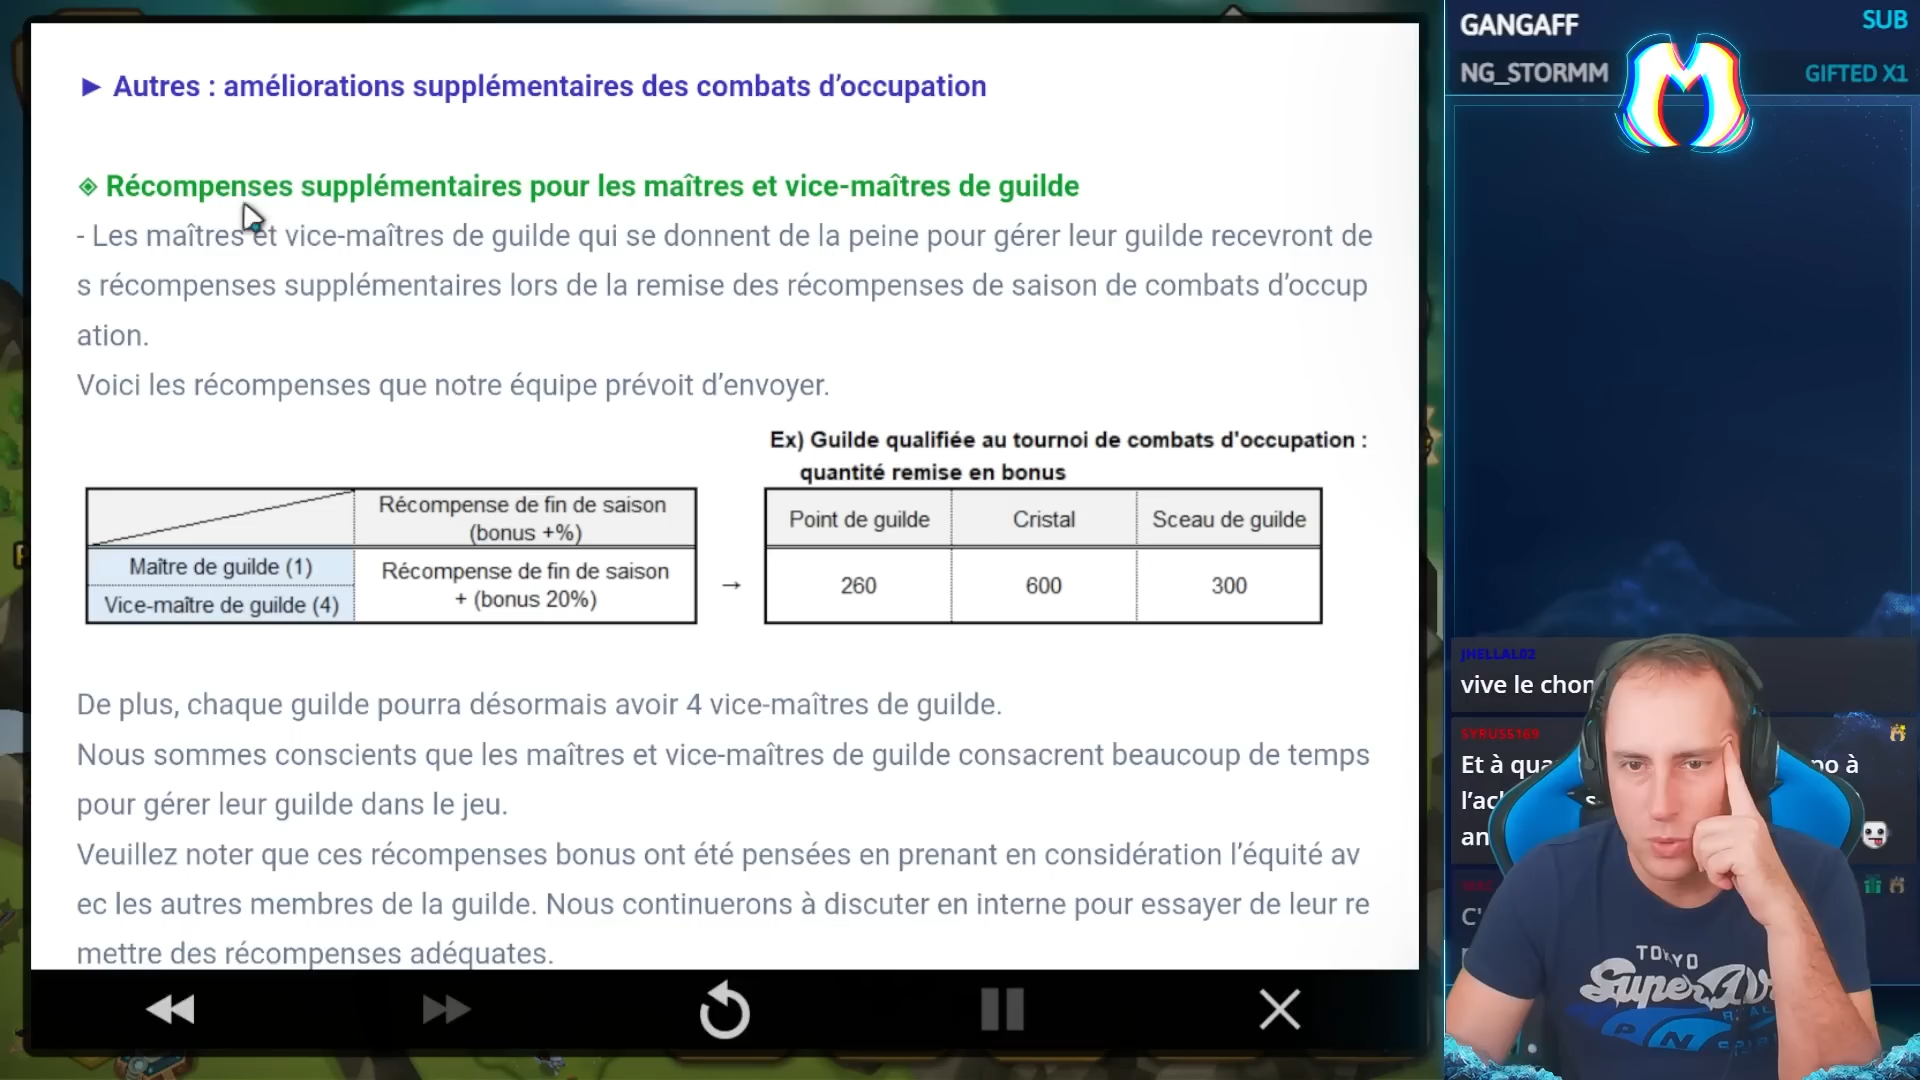 ► Autres : améliorations supplémentaires des combats d’occupation
◈ Récompenses supplémentaires pour les maîtres et vice-maîtres de guilde
- Les maîtres et vice-maîtres de guilde qui se donnent de la peine pour gérer leur guilde recevront de
s récompenses supplémentaires lors de la remise des récompenses de saison de combats d’occup
ation.
Voici les récompenses que notre équipe prévoit d’envoyer.
Ex) Guilde qualifiée au tournoi de combats d'occupation :
quantité remise en bonus
Récompense de fin de saison
(bonus +%)
Maître de guilde (1)
Vice-maître de guilde (4)
Récompense de fin de saison
+ (bonus 20%)
→
Point de guilde
Cristal
Sceau de guilde
260
600
300
De plus, chaque guilde pourra désormais avoir 4 vice-maîtres de guilde.
Nous sommes conscients que les maîtres et vice-maîtres de guilde consacrent beaucoup de temps
pour gérer leur guilde dans le jeu.
Veuillez noter que ces récompenses bonus ont été pensées en prenant en considération l’équité av
ec les autres membres de la guilde. Nous continuerons à discuter en interne pour essayer de leur re
mettre des récompenses adéquates.
GANGAFF
SUB
NG_STORMM
GIFTED X1
JHELLAL02
vive le
SYRUSS169
Et à
à
TOKYO